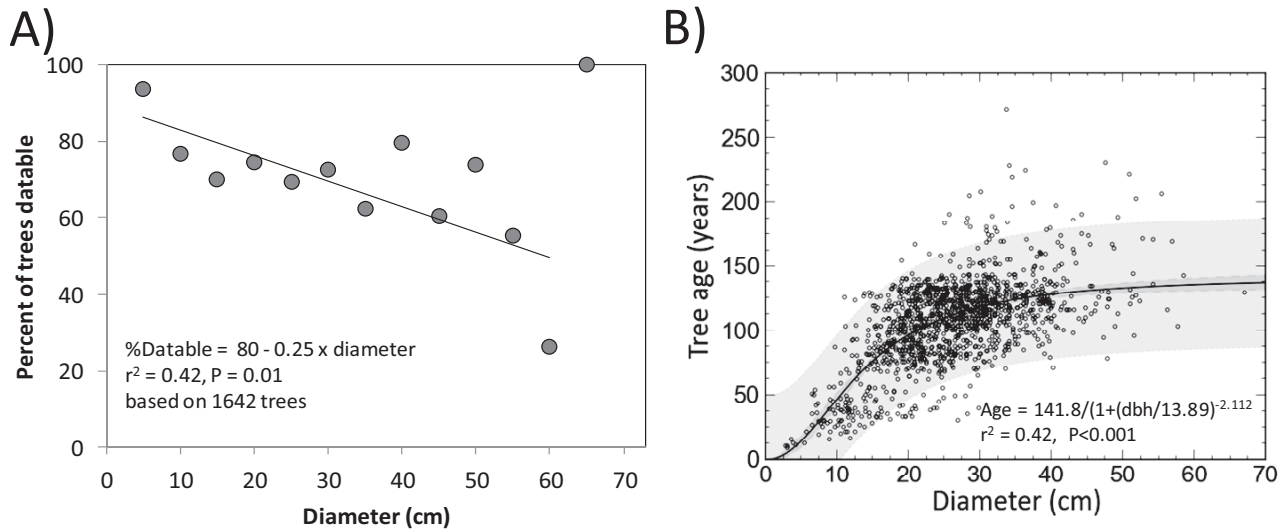 A)
100
80
60
40
20
0
Percent of trees datable
%Datable = 80 - 0.25 x diameter
r² = 0.42, P = 0.01
based on 1642 trees
0 10 20 30 40 50 60 70
Diameter (cm)
B)
300
250
200
150
100
50
0
Tree age (years)
Age = 141.8/(1+(dbh/13.89)^-2.112
r² = 0.42, P<0.001
0 10 20 30 40 50 60 70
Diameter (cm)